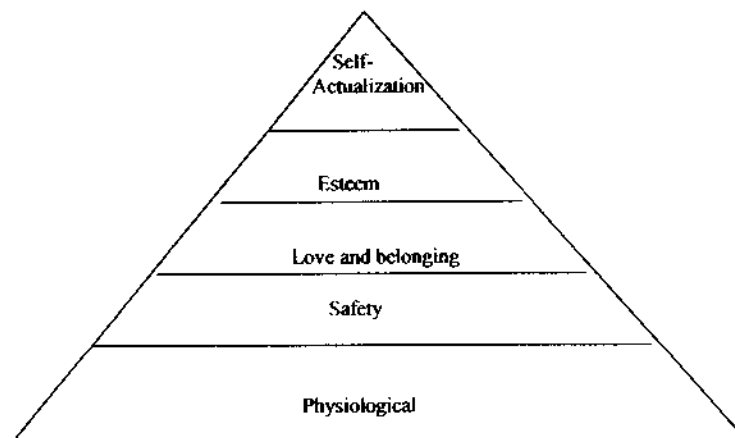 Self-
Actualization
Esteem
Love and belonging
Safety
Physiological